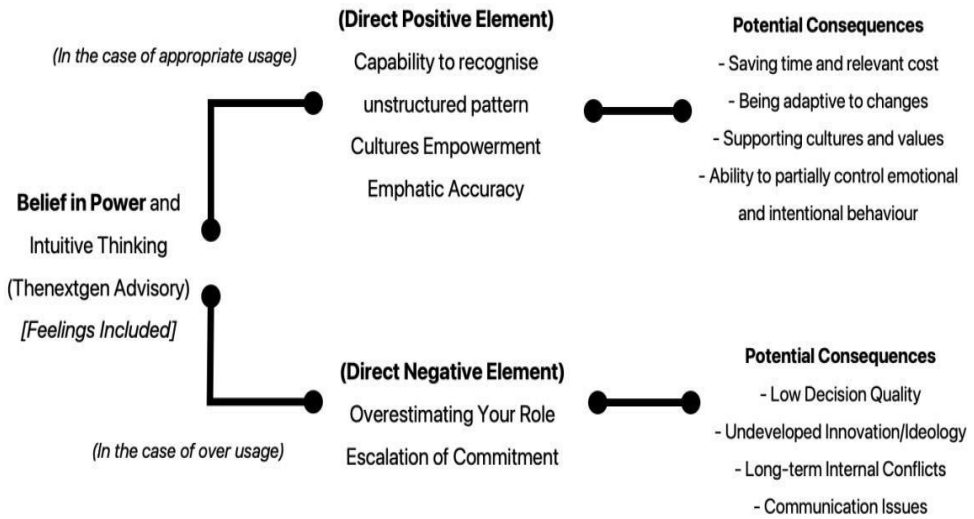 (In the case of appropriate usage)
(Direct Positive Element)
Capability to recognise
unstructured pattern
Cultures Empowerment
Emphatic Accuracy
Potential Consequences
- Saving time and relevant cost
- Being adaptive to changes
- Supporting cultures and values
- Ability to partially control emotional
and intentional behaviour
Belief in Power and
Intuitive Thinking
(Thenextgen Advisory)
[Feelings Included]
(In the case of over usage)
(Direct Negative Element)
Overestimating Your Role
Escalation of Commitment
Potential Consequences
- Low Decision Quality
- Undeveloped Innovation/Ideology
- Long-term Internal Conflicts
- Communication Issues